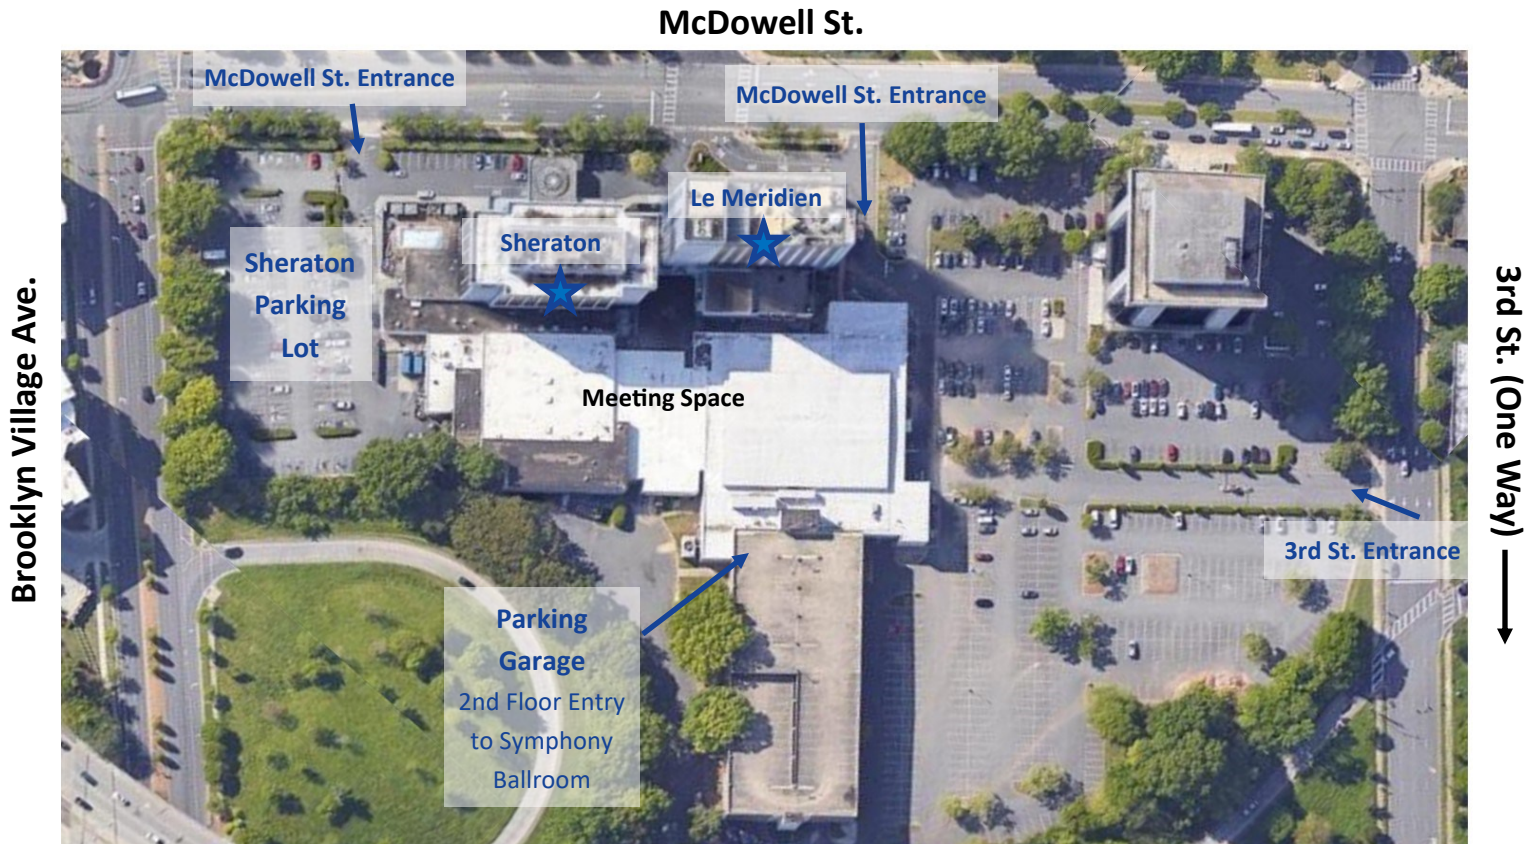 McDowell St.
McDowell St. Entrance
McDowell St. Entrance
Le Meridien
Sheraton
Sheraton
Parking
Lot
Meeting Space
Brooklyn Village Ave.
3rd St. (One Way)
3rd St. Entrance
Parking
Garage
2nd Floor Entry
to Symphony
Ballroom